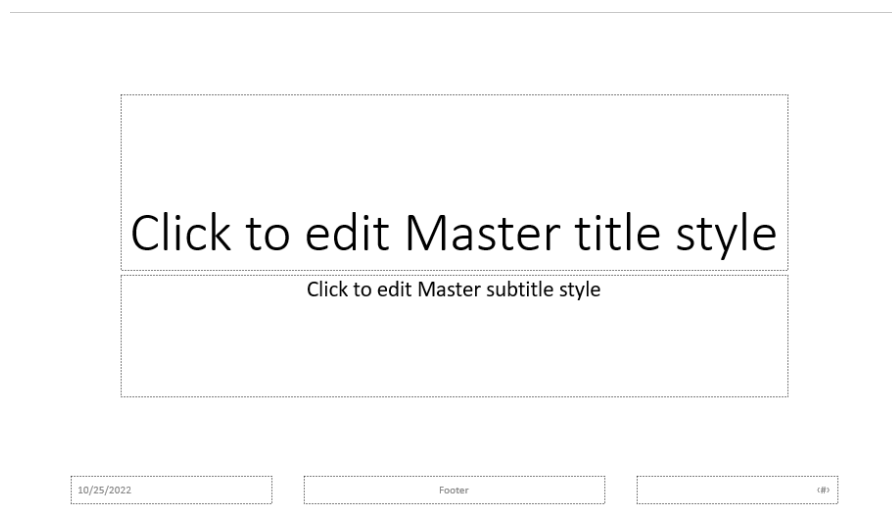 Click to edit Master title style
Click to edit Master subtitle style
10/25/2022
Footer
‹#›